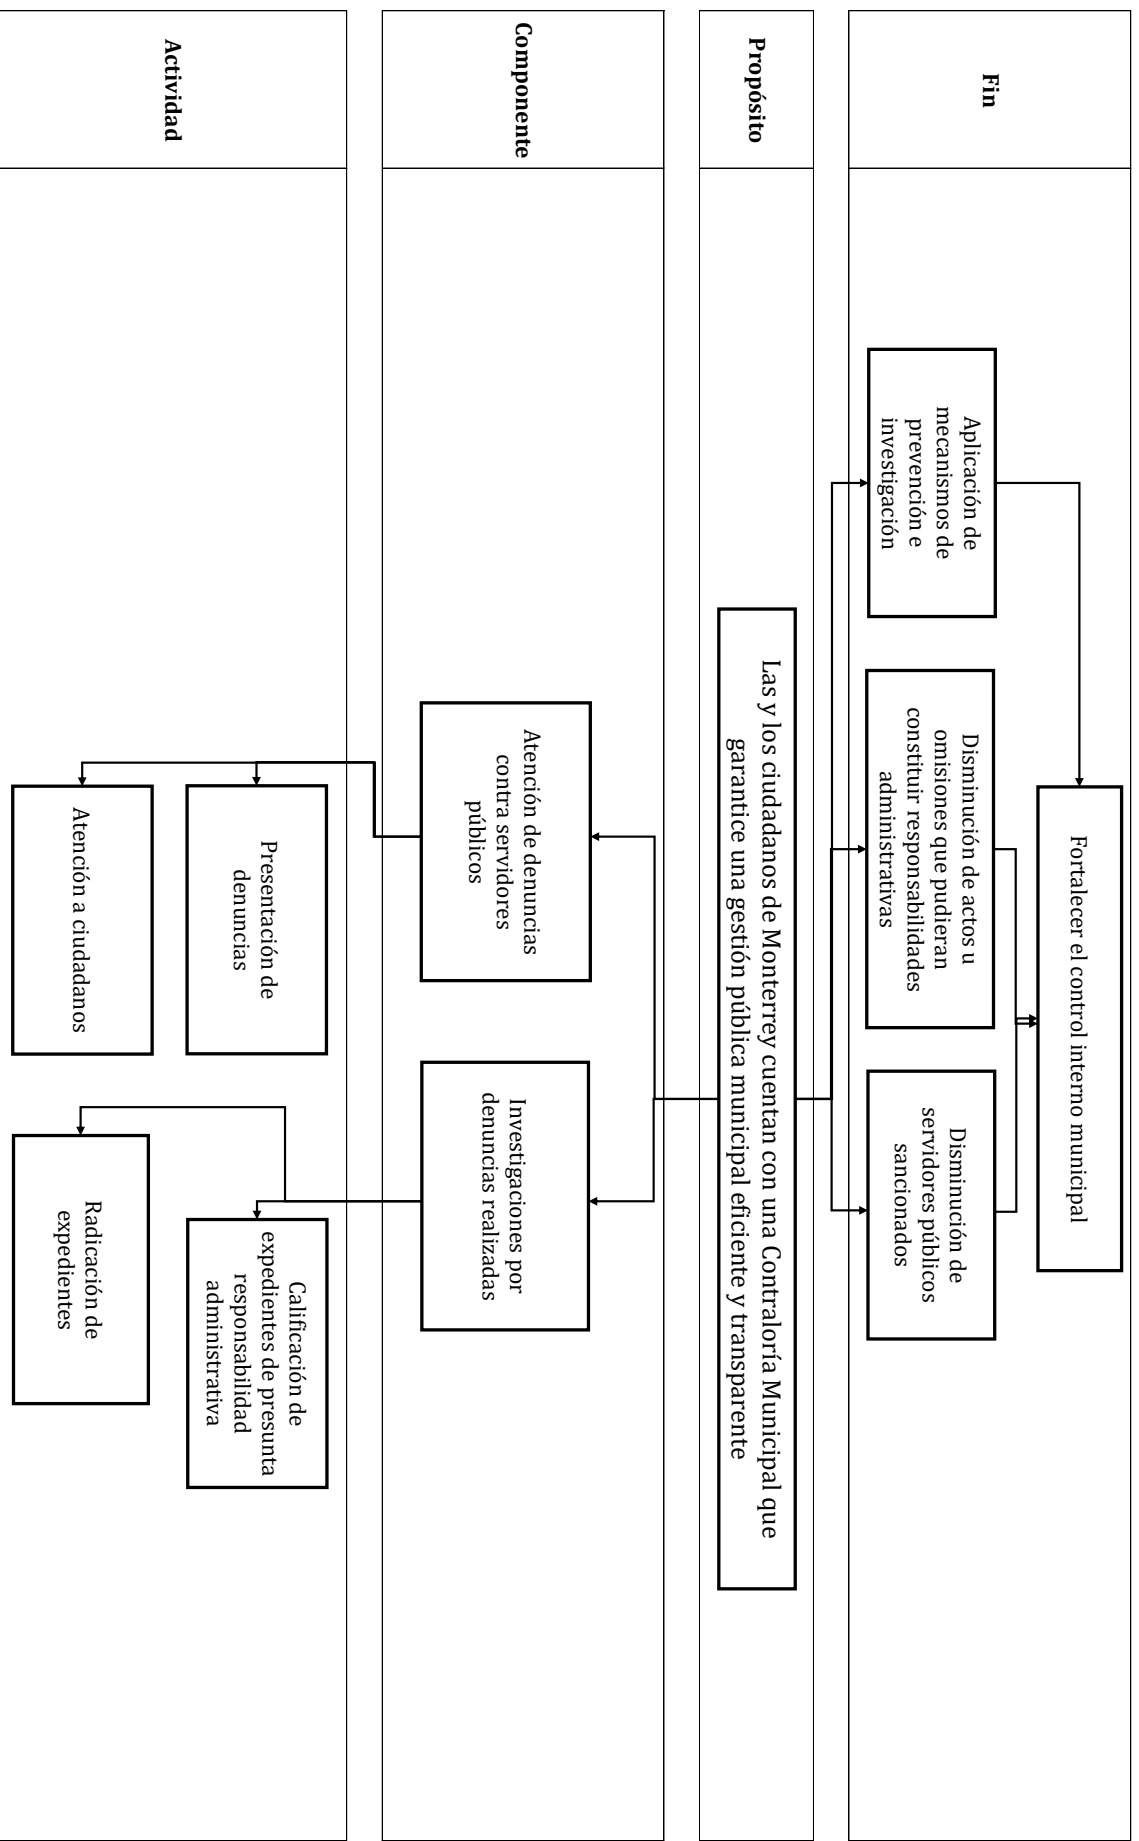 Fin
Fortalecer el control interno municipal
Aplicación de
mecanismos de
prevención e
investigación
Disminución de actos u
omisiones que pudieran
constituir responsabilidades
administrativas
Disminución de
servidores públicos
sancionados
Propósito
Las y los ciudadanos de Monterrey cuentan con una Contraloría Municipal que
garantice una gestión pública municipal eficiente y transparente
Componente
Atención de denuncias
contra servidores
públicos
Investigaciones por
denuncias realizadas
Actividad
Presentación de
denuncias
Calificación de
expedientes de presunta
responsabilidad
administrativa
Atención a ciudadanos
Radicación de
expedientes